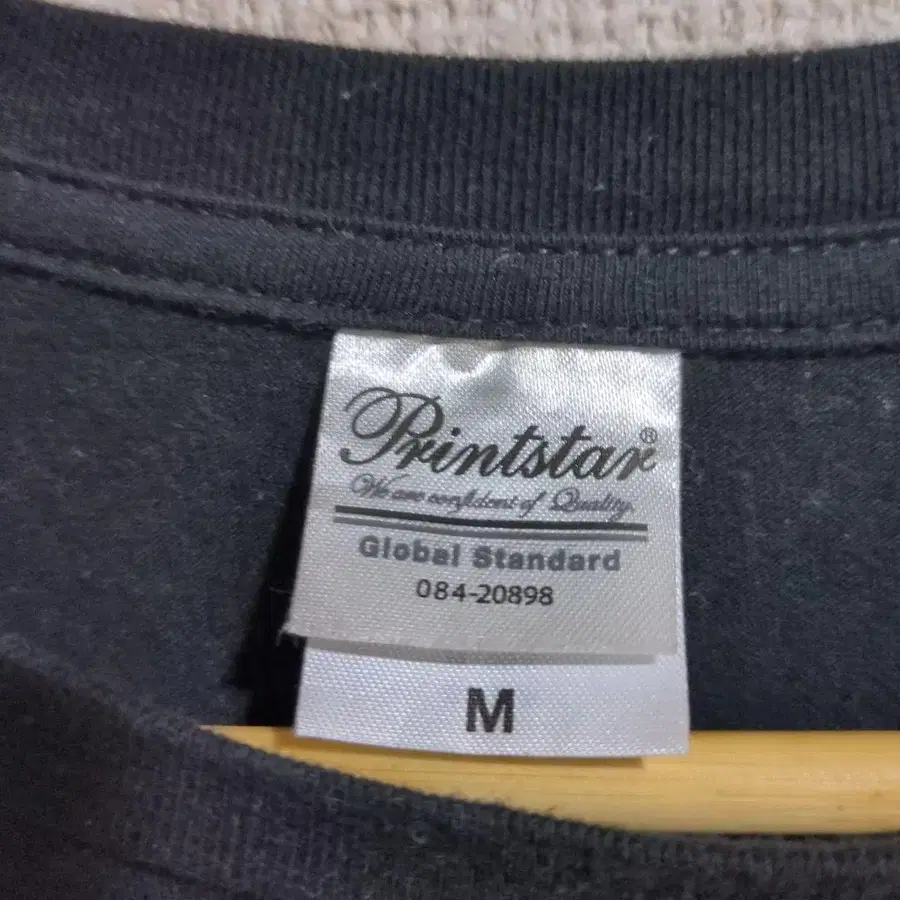 Printstar®
We are confident of Quality.
Global Standard
084-20898
M